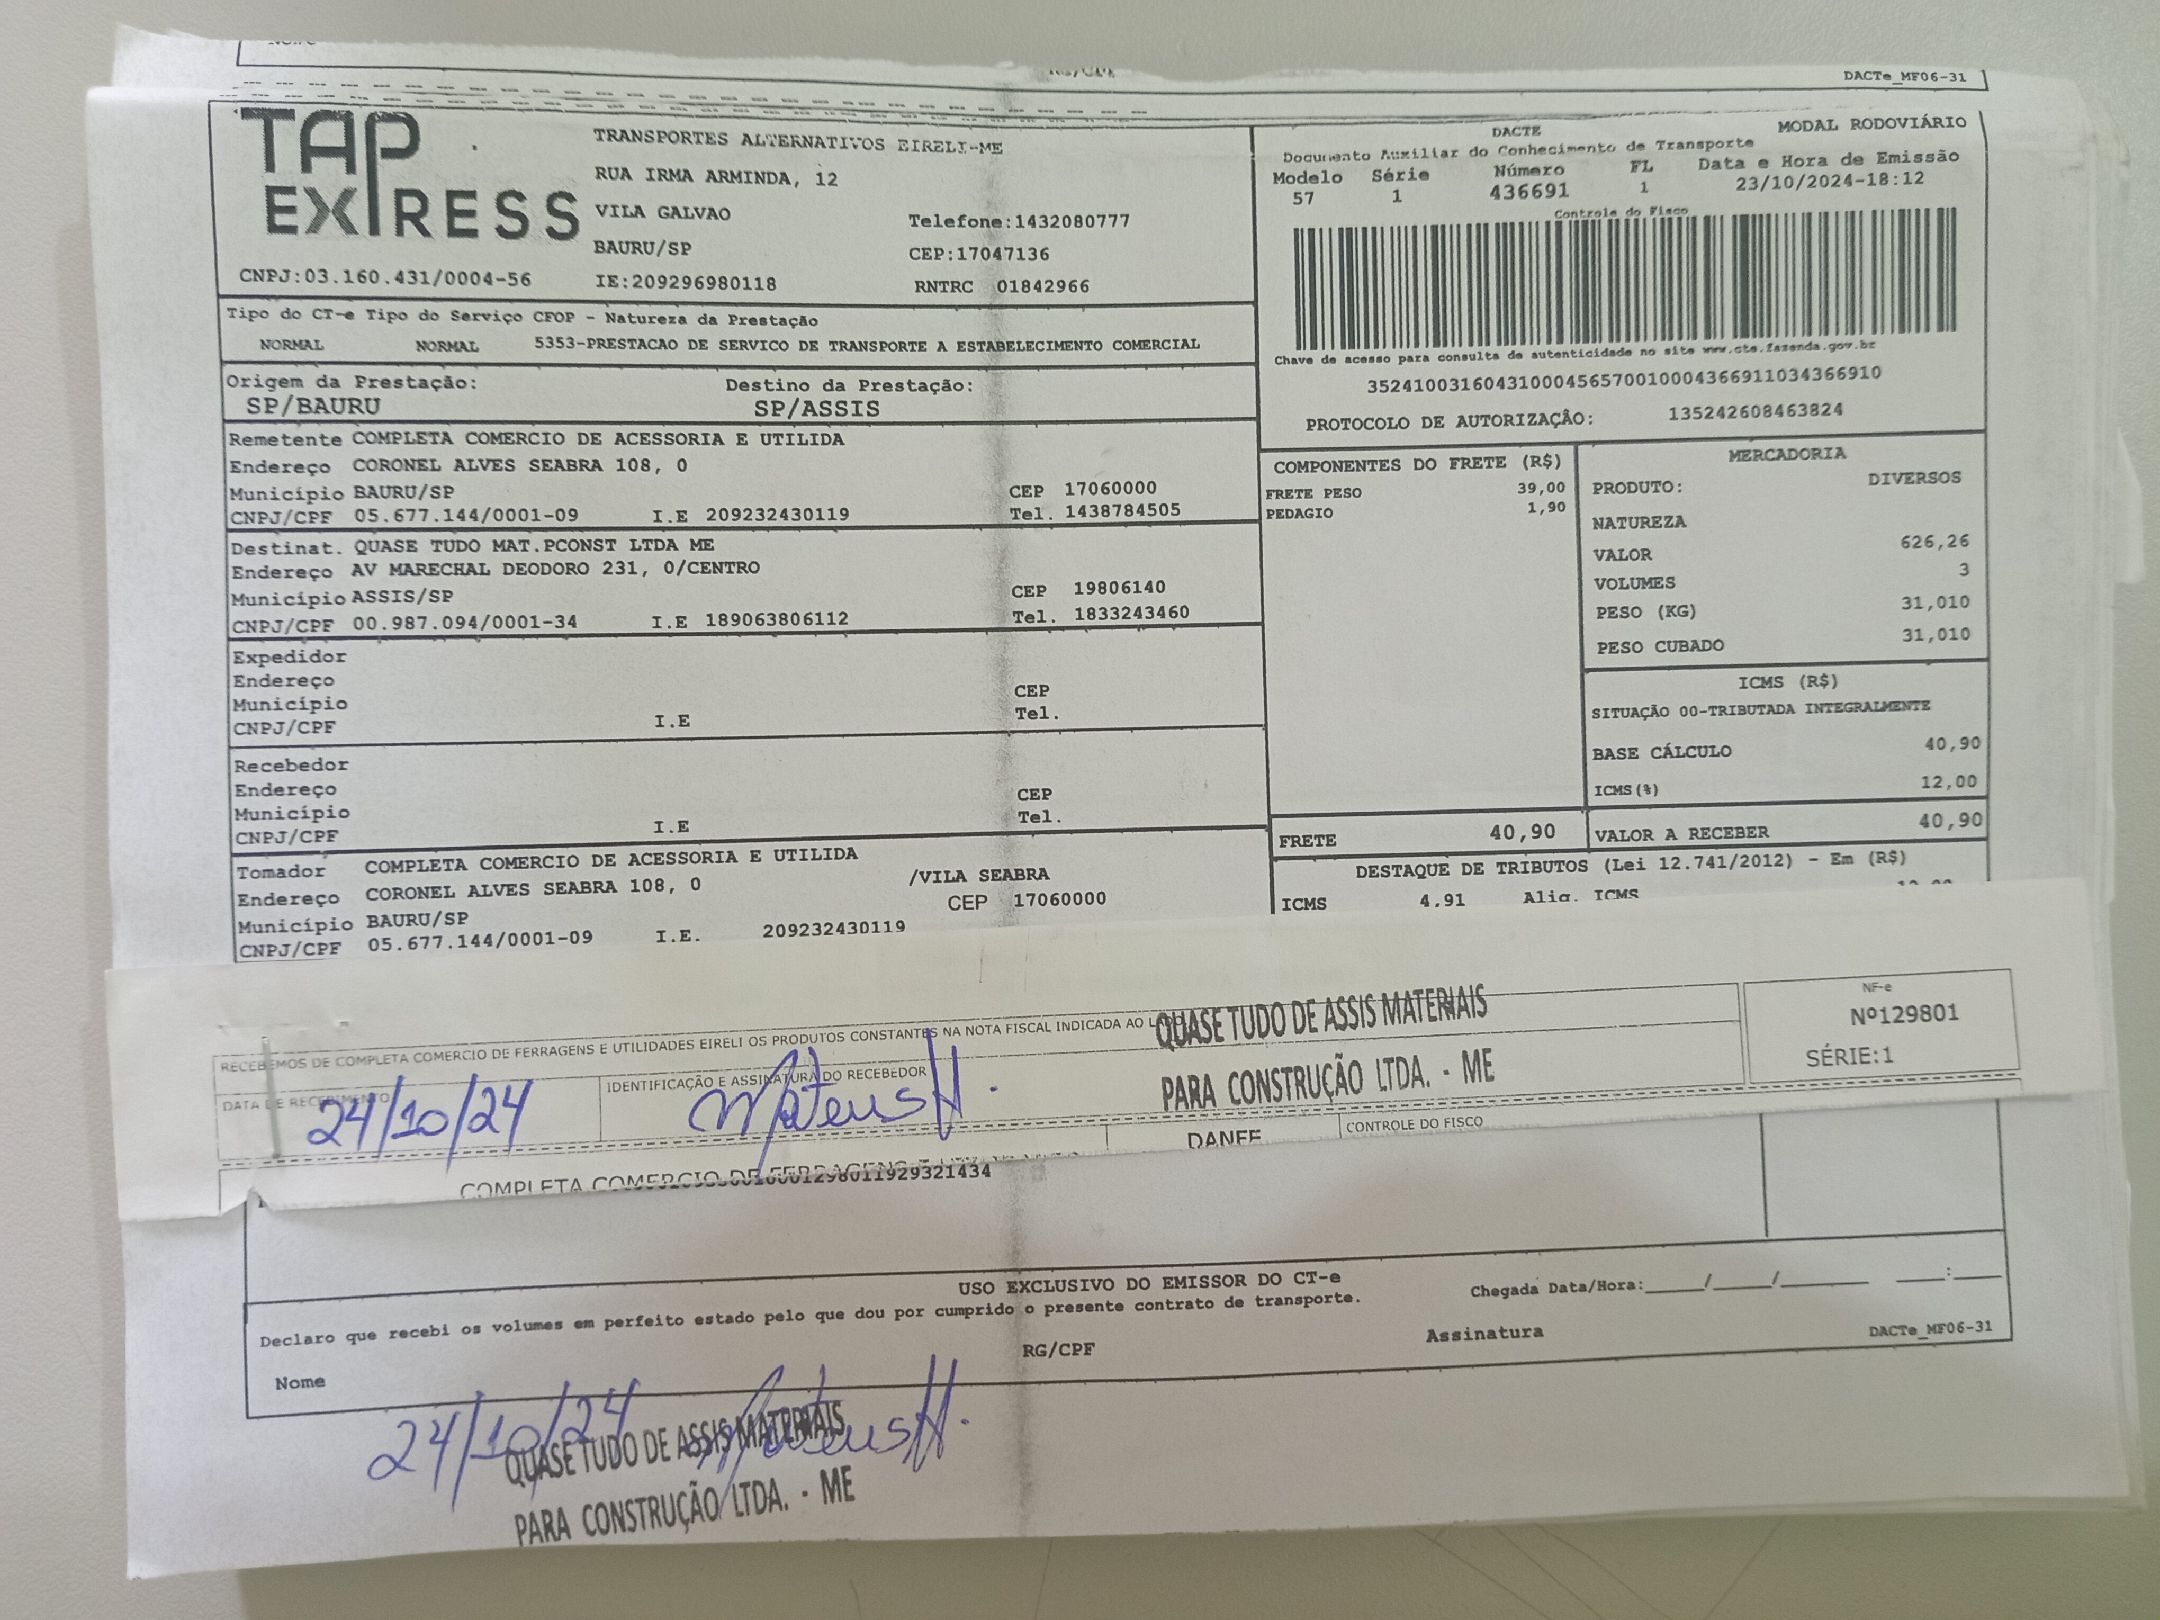 DACTe_MF06-31
TAP EXPRESS
TRANSPORTES ALTERNATIVOS EIRELI-ME
RUA IRMA ARMINDA, 12
VILA GALVAO
Telefone:1432080777
BAURU/SP
CEP:17047136
CNPJ:03.160.431/0004-56
IE:209296980118
RNTRC 01842966
DACTE
MODAL RODOVIÁRIO
Documento Auxiliar do Conhecimento de Transporte
Modelo Série Número FL Data e Hora de Emissão
57 1 436691 1 23/10/2024-18:12
Controle do Fisco
Chave de acesso para consulta de autenticidade no site www.cte.fazenda.gov.br
35241003160431000456570010004366911034366910
PROTOCOLO DE AUTORIZAÇÃO: 135242608463824
Tipo do CT-e Tipo do Serviço CFOP - Natureza da Prestação
NORMAL NORMAL 5353-PRESTACAO DE SERVICO DE TRANSPORTE A ESTABELECIMENTO COMERCIAL
Origem da Prestação: Destino da Prestação:
SP/BAURU SP/ASSIS
Remetente COMPLETA COMERCIO DE ACESSORIA E UTILIDA
Endereço CORONEL ALVES SEABRA 108, 0
Município BAURU/SP CEP 17060000
CNPJ/CPF 05.677.144/0001-09 I.E 209232430119 Tel. 1438784505
Destinat. QUASE TUDO MAT.PCONST LTDA ME
Endereço AV MARECHAL DEODORO 231, 0/CENTRO
Município ASSIS/SP CEP 19806140
CNPJ/CPF 00.987.094/0001-34 I.E 189063806112 Tel. 1833243460
Expedidor
Endereço
Município CEP
CNPJ/CPF I.E Tel.
Recebedor
Endereço
Município CEP
CNPJ/CPF I.E Tel.
Tomador COMPLETA COMERCIO DE ACESSORIA E UTILIDA
Endereço CORONEL ALVES SEABRA 108, 0 /VILA SEABRA
Município BAURU/SP CEP 17060000
CNPJ/CPF 05.677.144/0001-09 I.E. 209232430119
COMPONENTES DO FRETE (R$)
FRETE PESO 39,00
PEDAGIO 1,90
MERCADORIA
PRODUTO: DIVERSOS
NATUREZA
VALOR 626,26
VOLUMES 3
PESO (KG) 31,010
PESO CUBADO 31,010
ICMS (R$)
SITUAÇÃO 00-TRIBUTADA INTEGRALMENTE
BASE CÁLCULO 40,90
ICMS(%) 12,00
FRETE 40,90 VALOR A RECEBER 40,90
DESTAQUE DE TRIBUTOS (Lei 12.741/2012) - Em (R$)
ICMS 4,91 Aliq. ICMS
RECEBEMOS DE COMPLETA COMERCIO DE FERRAGENS E UTILIDADES EIRELI OS PRODUTOS CONSTANTES NA NOTA FISCAL INDICADA AO
QUASE TUDO DE ASSIS MATERIAIS
PARA CONSTRUÇÃO LTDA. - ME
NF-e
Nº129801
SÉRIE:1
DATA DE RECEBIMENTO
24/10/24
IDENTIFICAÇÃO E ASSINATURA DO RECEBEDOR
Mateus H.
DANFE
CONTROLE DO FISCO
COMPLETA COMERCIO DE FERRAGENS
USO EXCLUSIVO DO EMISSOR DO CT-e
Declaro que recebi os volumes em perfeito estado pelo que dou por cumprido o presente contrato de transporte.
Chegada Data/Hora:_____/_____/________ ____:____
Nome RG/CPF Assinatura DACTe_MF06-31
24/10/24 Mateus H.
QUASE TUDO DE ASSIS MATERIAIS
PARA CONSTRUÇÃO LTDA. - ME